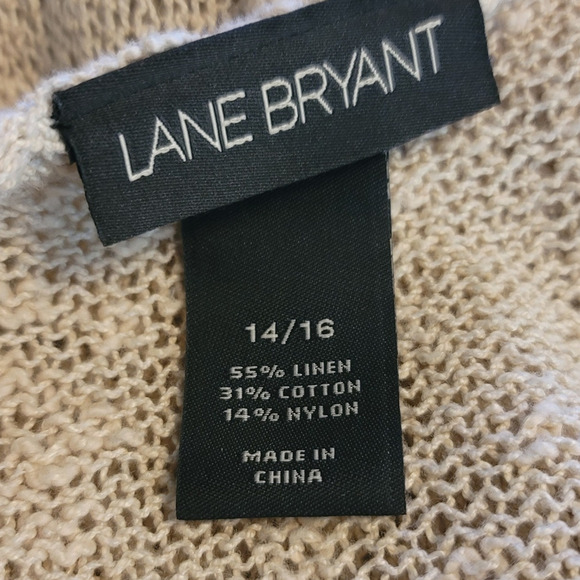 LANE BRYANT
14/16
55% LINEN
31% COTTON
14% NYLON
MADE IN
CHINA